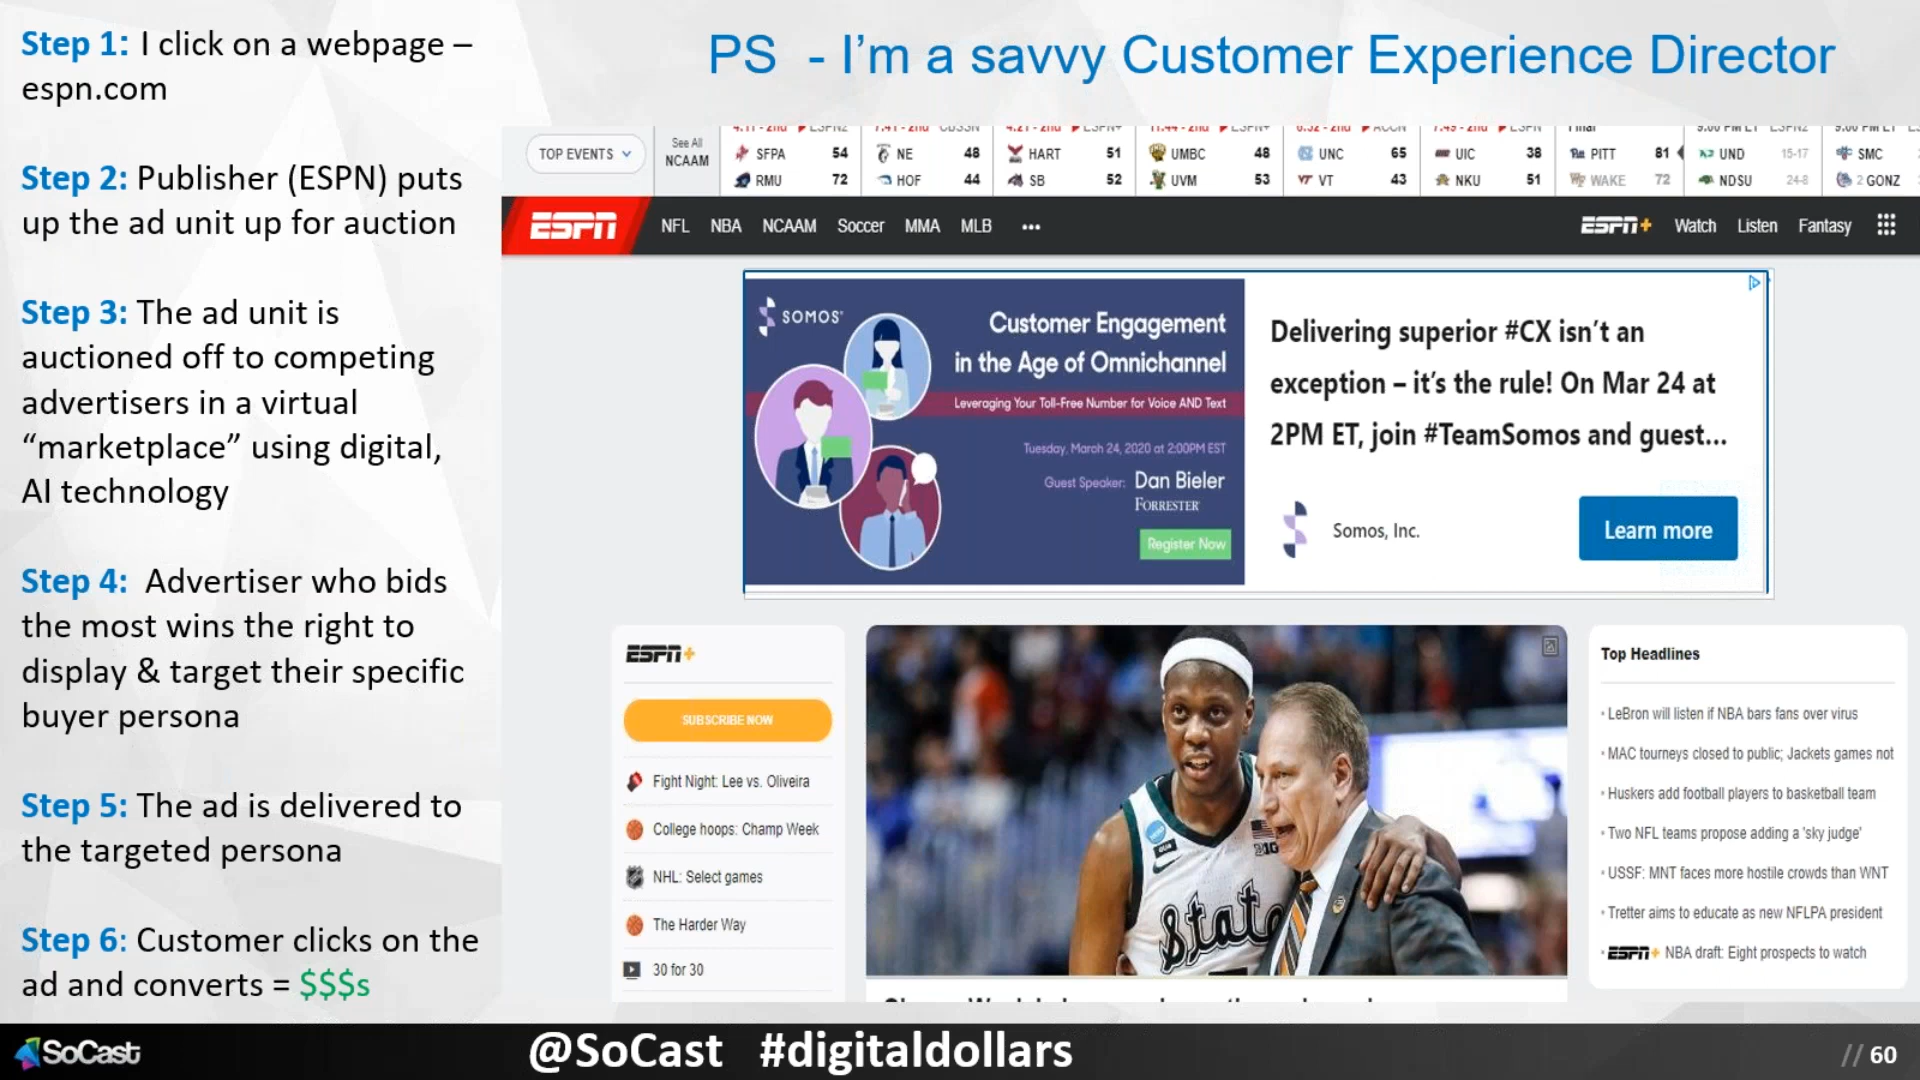 Step 1: I click on a webpage –
espn.com
Step 2: Publisher (ESPN) puts
up the ad unit up for auction
Step 3: The ad unit is
auctioned off to competing
advertisers in a virtual
“marketplace” using digital,
AI technology
Step 4: Advertiser who bids
the most wins the right to
display & target their specific
buyer persona
Step 5: The ad is delivered to
the targeted persona
Step 6: Customer clicks on the
ad and converts = $$$s
PS - I’m a savvy Customer Experience Director
TOP EVENTS
See All
NCAAM
SFPA 54
RMU 72
NE 48
HOF 44
HART 51
SB 52
UMBC 48
UVM 53
UNC 65
VT 43
UIC 38
NKU 51
PITT 81
WAKE 72
UND 15-17
NDSU 24-8
SMC
2 GONZ
ESPN NFL NBA NCAAM Soccer MMA MLB ••• ESPN+ Watch Listen Fantasy
SOMOS
Customer Engagement
in the Age of Omnichannel
Leveraging Your Toll-Free Number for Voice AND Text
Tuesday, March 24, 2020 at 2:00PM EST
Guest Speaker: Dan Bieler
FORRESTER
Register Now
Delivering superior #CX isn’t an
exception – it’s the rule! On Mar 24 at
2PM ET, join #TeamSomos and guest...
Somos, Inc.
Learn more
ESPN+
SUBSCRIBE NOW
Fight Night: Lee vs. Oliveira
College hoops: Champ Week
NHL: Select games
The Harder Way
30 for 30
State
Top Headlines
LeBron will listen if NBA bars fans over virus
MAC tourneys closed to public; Jackets games not
Huskers add football players to basketball team
Two NFL teams propose adding a 'sky judge'
USSF: MNT faces more hostile crowds than WNT
Tretter aims to educate as new NFLPA president
ESPN+ NBA draft: Eight prospects to watch
SoCast
@SoCast #digitaldollars
// 60